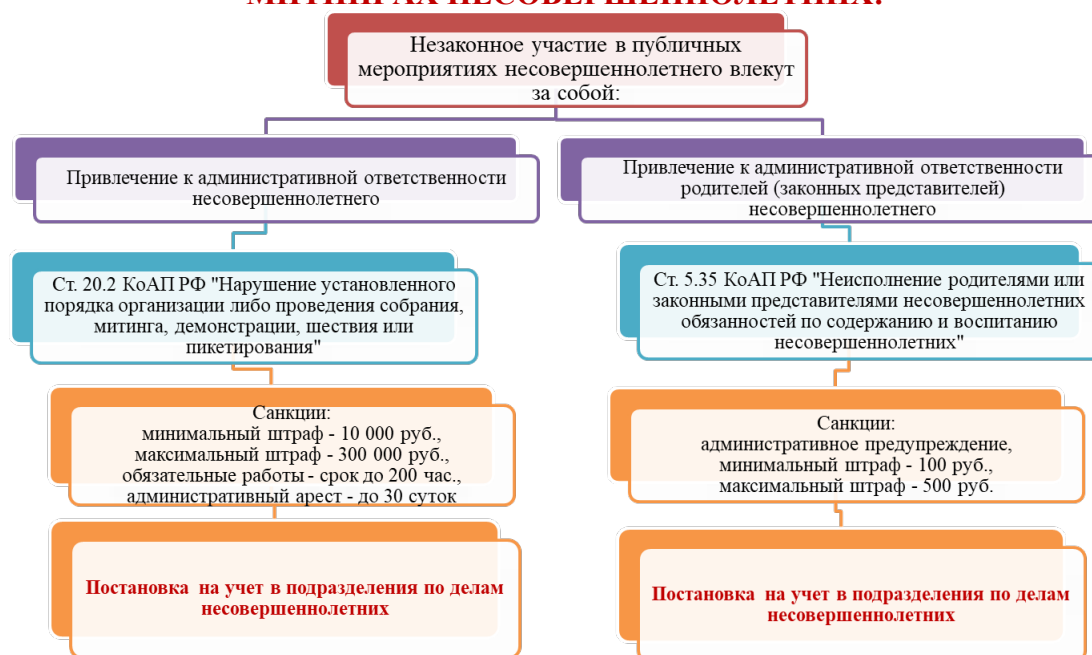 МИТИНГАХ НЕСОВЕРШЕННОЛЕТНИХ:
Незаконное участие в публичных
мероприятиях несовершеннолетнего влекут
за собой:
Привлечение к административной ответственности
несовершеннолетнего
Ст. 20.2 КоАП РФ "Нарушение установленного
порядка организации либо проведения собрания,
митинга, демонстрации, шествия или
пикетирования"
Санкции:
минимальный штраф - 10 000 руб.,
максимальный штраф - 300 000 руб.,
обязательные работы - срок до 200 час.,
административный арест - до 30 суток
Постановка на учет в подразделения по делам
несовершеннолетних
Привлечение к административной ответственности
родителей (законных представителей)
несовершеннолетнего
Ст. 5.35 КоАП РФ "Неисполнение родителями или
законными представителями несовершеннолетних
обязанностей по содержанию и воспитанию
несовершеннолетних"
Санкции:
административное предупреждение,
минимальный штраф - 100 руб.,
максимальный штраф - 500 руб.
Постановка на учет в подразделения по делам
несовершеннолетних